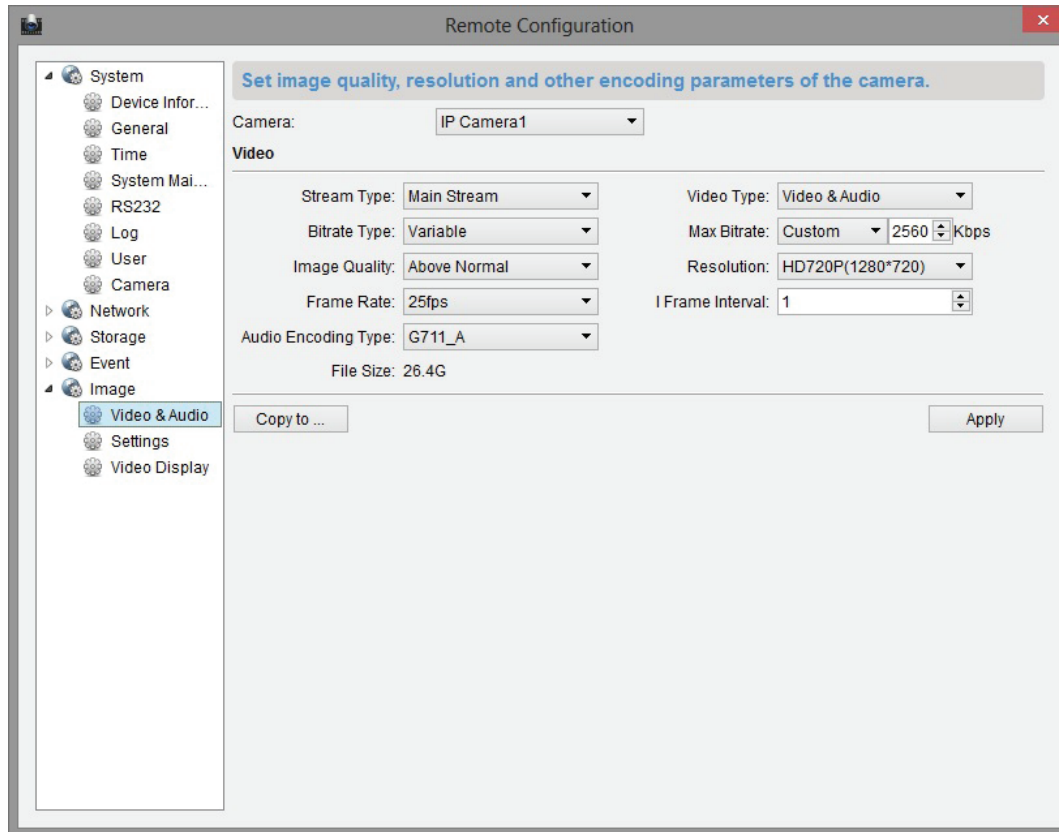 Remote Configuration
System
Device Infor...
General
Time
System Mai...
RS232
Log
User
Camera
Network
Storage
Event
Image
Video & Audio
Settings
Video Display
Set image quality, resolution and other encoding parameters of the camera.
Camera: IP Camera1
Video
Stream Type: Main Stream Video Type: Video & Audio
Bitrate Type: Variable Max Bitrate: Custom 2560 Kbps
Image Quality: Above Normal Resolution: HD720P(1280*720)
Frame Rate: 25fps I Frame Interval: 1
Audio Encoding Type: G711_A
File Size: 26.4G
Copy to ... Apply